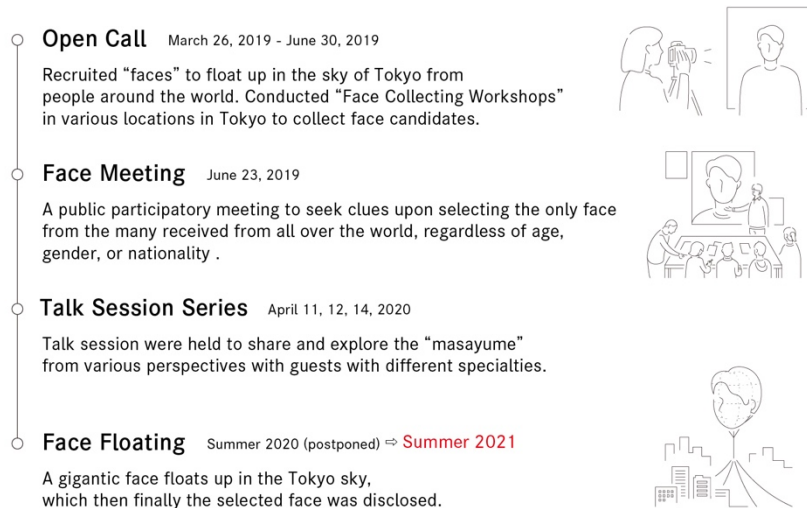 Open Call March 26, 2019 - June 30, 2019
Recruited “faces” to float up in the sky of Tokyo from
people around the world. Conducted “Face Collecting Workshops”
in various locations in Tokyo to collect face candidates.
Face Meeting June 23, 2019
A public participatory meeting to seek clues upon selecting the only face
from the many received from all over the world, regardless of age,
gender, or nationality .
Talk Session Series April 11, 12, 14, 2020
Talk session were held to share and explore the “masayume”
from various perspectives with guests with different specialties.
Face Floating Summer 2020 (postponed) ⇨ Summer 2021
A gigantic face floats up in the Tokyo sky,
which then finally the selected face was disclosed.